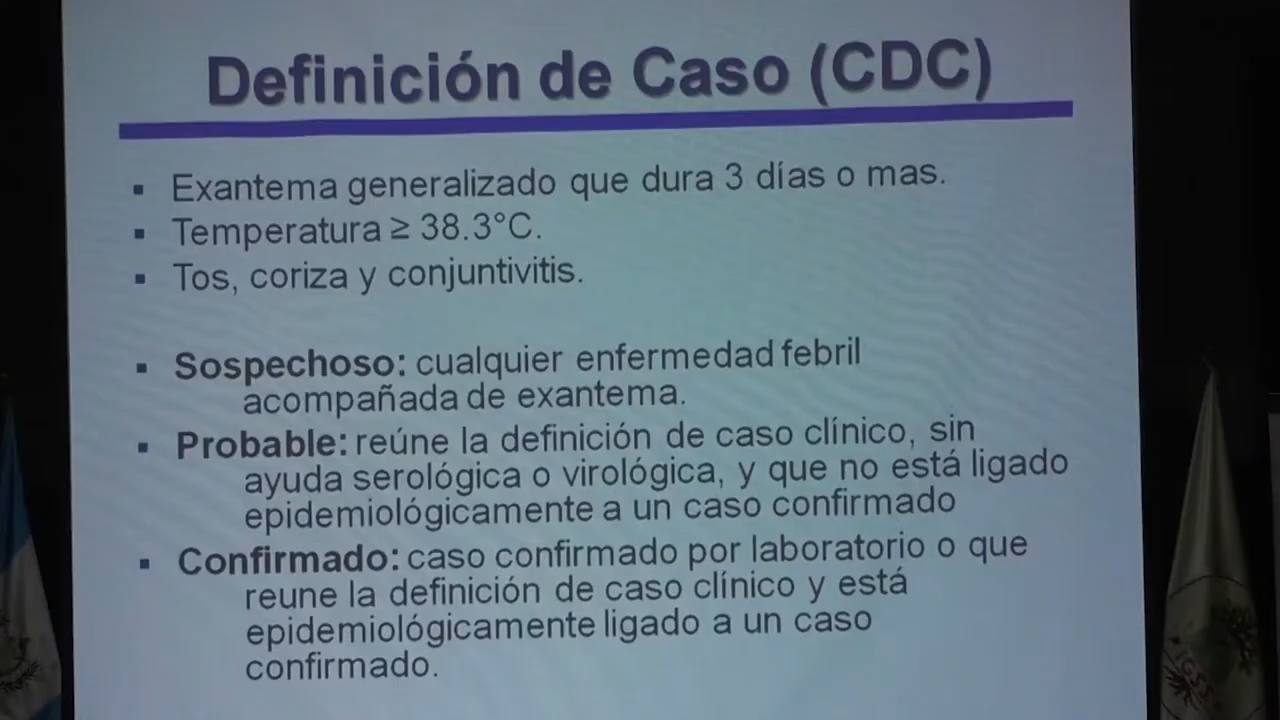 Definición de Caso (CDC)
▪ Exantema generalizado que dura 3 días o mas.
▪ Temperatura ≥ 38.3°C.
▪ Tos, coriza y conjuntivitis.
▪ Sospechoso: cualquier enfermedad febril
acompañada de exantema.
▪ Probable: reúne la definición de caso clínico, sin
ayuda serológica o virológica, y que no está ligado
epidemiológicamente a un caso confirmado
▪ Confirmado: caso confirmado por laboratorio o que
reune la definición de caso clínico y está
epidemiológicamente ligado a un caso
confirmado.
IGSS